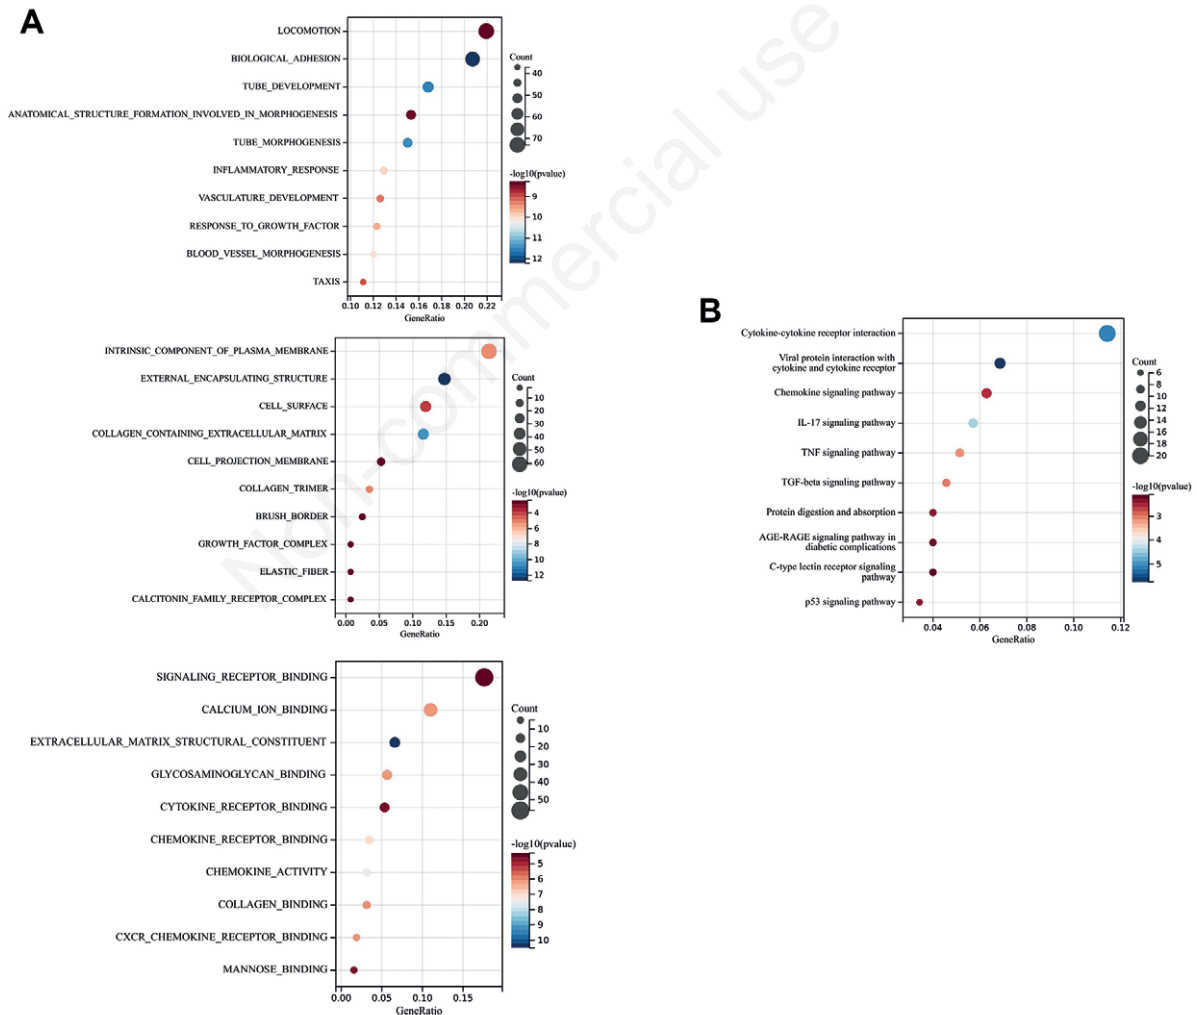 A
LOCOMOTION
BIOLOGICAL_ADHESION
TUBE_DEVELOPMENT
ANATOMICAL_STRUCTURE_FORMATION_INVOLVED_IN_MORPHOGENESIS
TUBE_MORPHOGENESIS
INFLAMMATORY_RESPONSE
VASCULATURE_DEVELOPMENT
RESPONSE_TO_GROWTH_FACTOR
BLOOD_VESSEL_MORPHOGENESIS
TAXIS
0.10 0.12 0.14 0.16 0.18 0.20 0.22
GeneRatio
Count
40
50
60
70
-log10(pvalue)
9
10
11
12
INTRINSIC_COMPONENT_OF_PLASMA_MEMBRANE
EXTERNAL_ENCAPSULATING_STRUCTURE
CELL_SURFACE
COLLAGEN_CONTAINING_EXTRACELLULAR_MATRIX
CELL_PROJECTION_MEMBRANE
COLLAGEN_TRIMER
BRUSH_BORDER
GROWTH_FACTOR_COMPLEX
ELASTIC_FIBER
CALCITONIN_FAMILY_RECEPTOR_COMPLEX
0.00 0.05 0.10 0.15 0.20
GeneRatio
Count
10
20
30
40
50
60
-log10(pvalue)
4
6
8
10
12
SIGNALING_RECEPTOR_BINDING
CALCIUM_ION_BINDING
EXTRACELLULAR_MATRIX_STRUCTURAL_CONSTITUENT
GLYCOSAMINOGLYCAN_BINDING
CYTOKINE_RECEPTOR_BINDING
CHEMOKINE_RECEPTOR_BINDING
CHEMOKINE_ACTIVITY
COLLAGEN_BINDING
CXCR_CHEMOKINE_RECEPTOR_BINDING
MANNOSE_BINDING
0.00 0.05 0.10 0.15
GeneRatio
Count
10
20
30
40
50
-log10(pvalue)
5
6
7
8
9
10
B
Cytokine-cytokine receptor interaction
Viral protein interaction with
cytokine and cytokine receptor
Chemokine signaling pathway
IL-17 signaling pathway
TNF signaling pathway
TGF-beta signaling pathway
Protein digestion and absorption
AGE-RAGE signaling pathway in
diabetic complications
C-type lectin receptor signaling
pathway
p53 signaling pathway
0.04 0.06 0.08 0.10 0.12
GeneRatio
Count
6
8
10
12
14
16
18
20
-log10(pvalue)
3
4
5
Non-commercial use